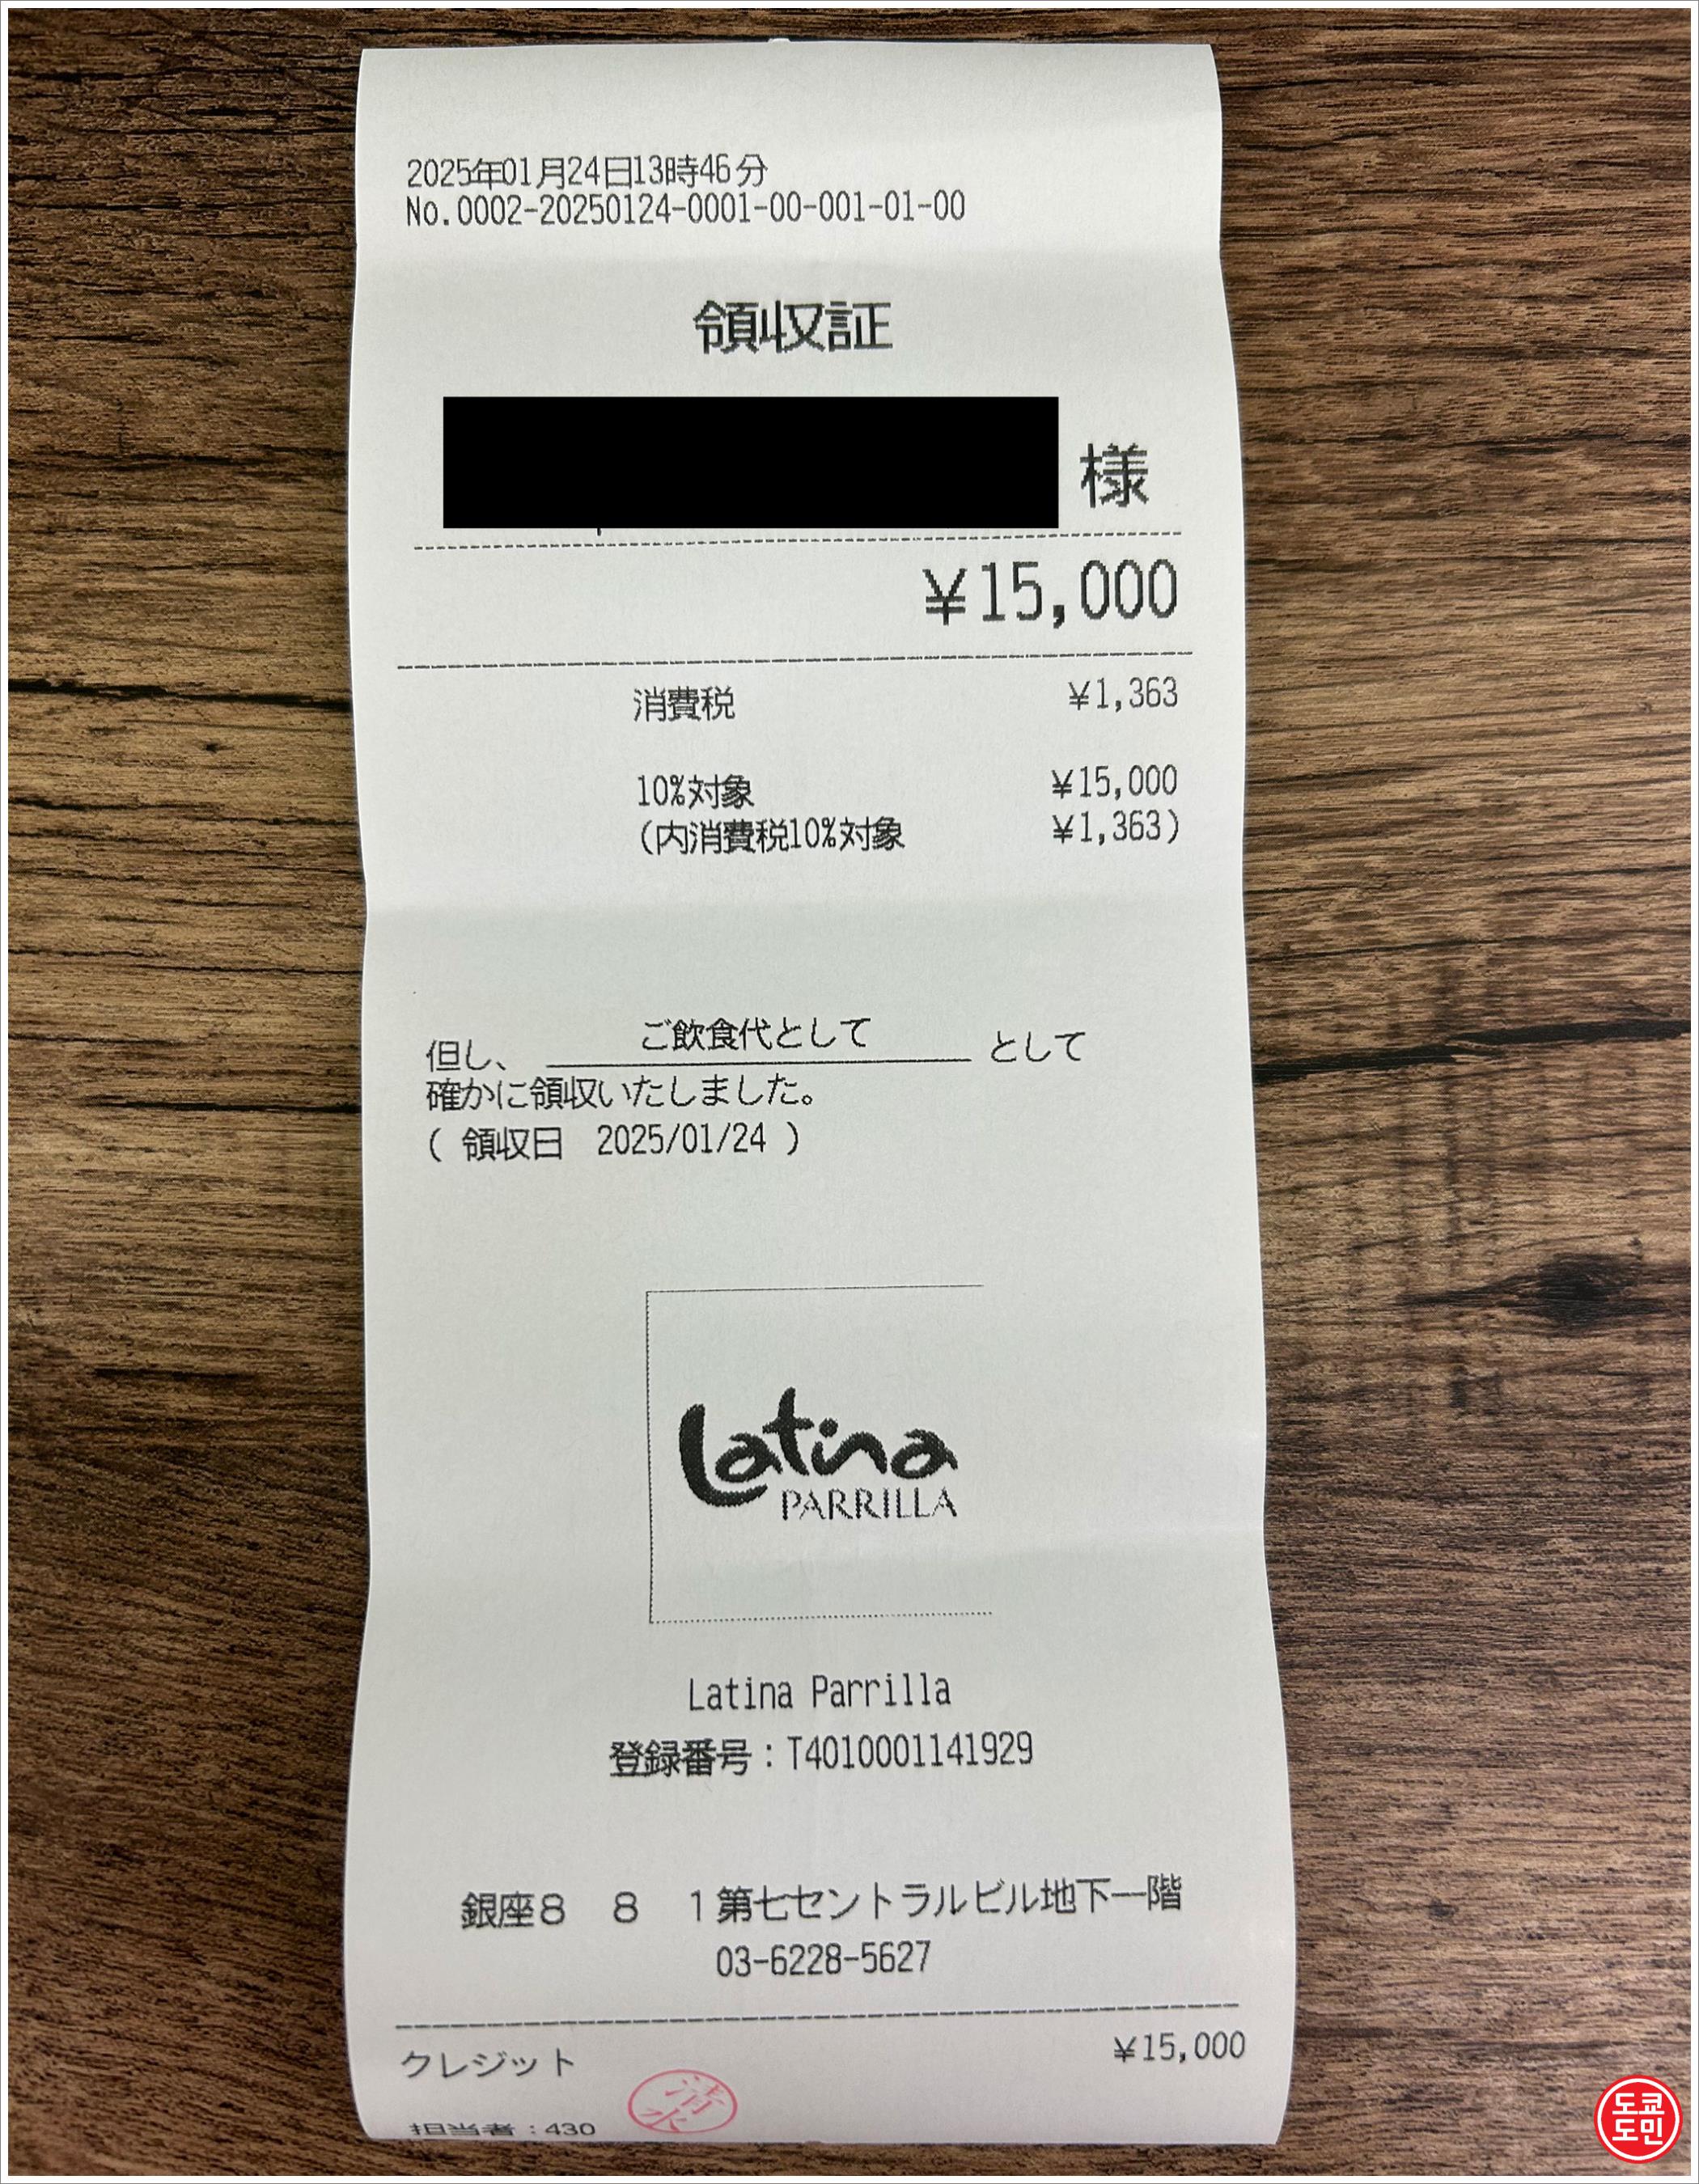 2025年01月24日13時46分
No.0002-20250124-0001-00-001-01-00
領収証
様
¥15,000
消費税 ¥1,363
10%対象 ¥15,000
(内消費税10%対象 ¥1,363)
但し、 ご飲食代として として
確かに領収いたしました。
( 領収日 2025/01/24 )
Latina
PARRILLA
Latina Parrilla
登録番号：T4010001141929
銀座８ ８ １第七セントラルビル地下一階
03-6228-5627
クレジット ¥15,000
清水
担当者：430
도쿄
도민